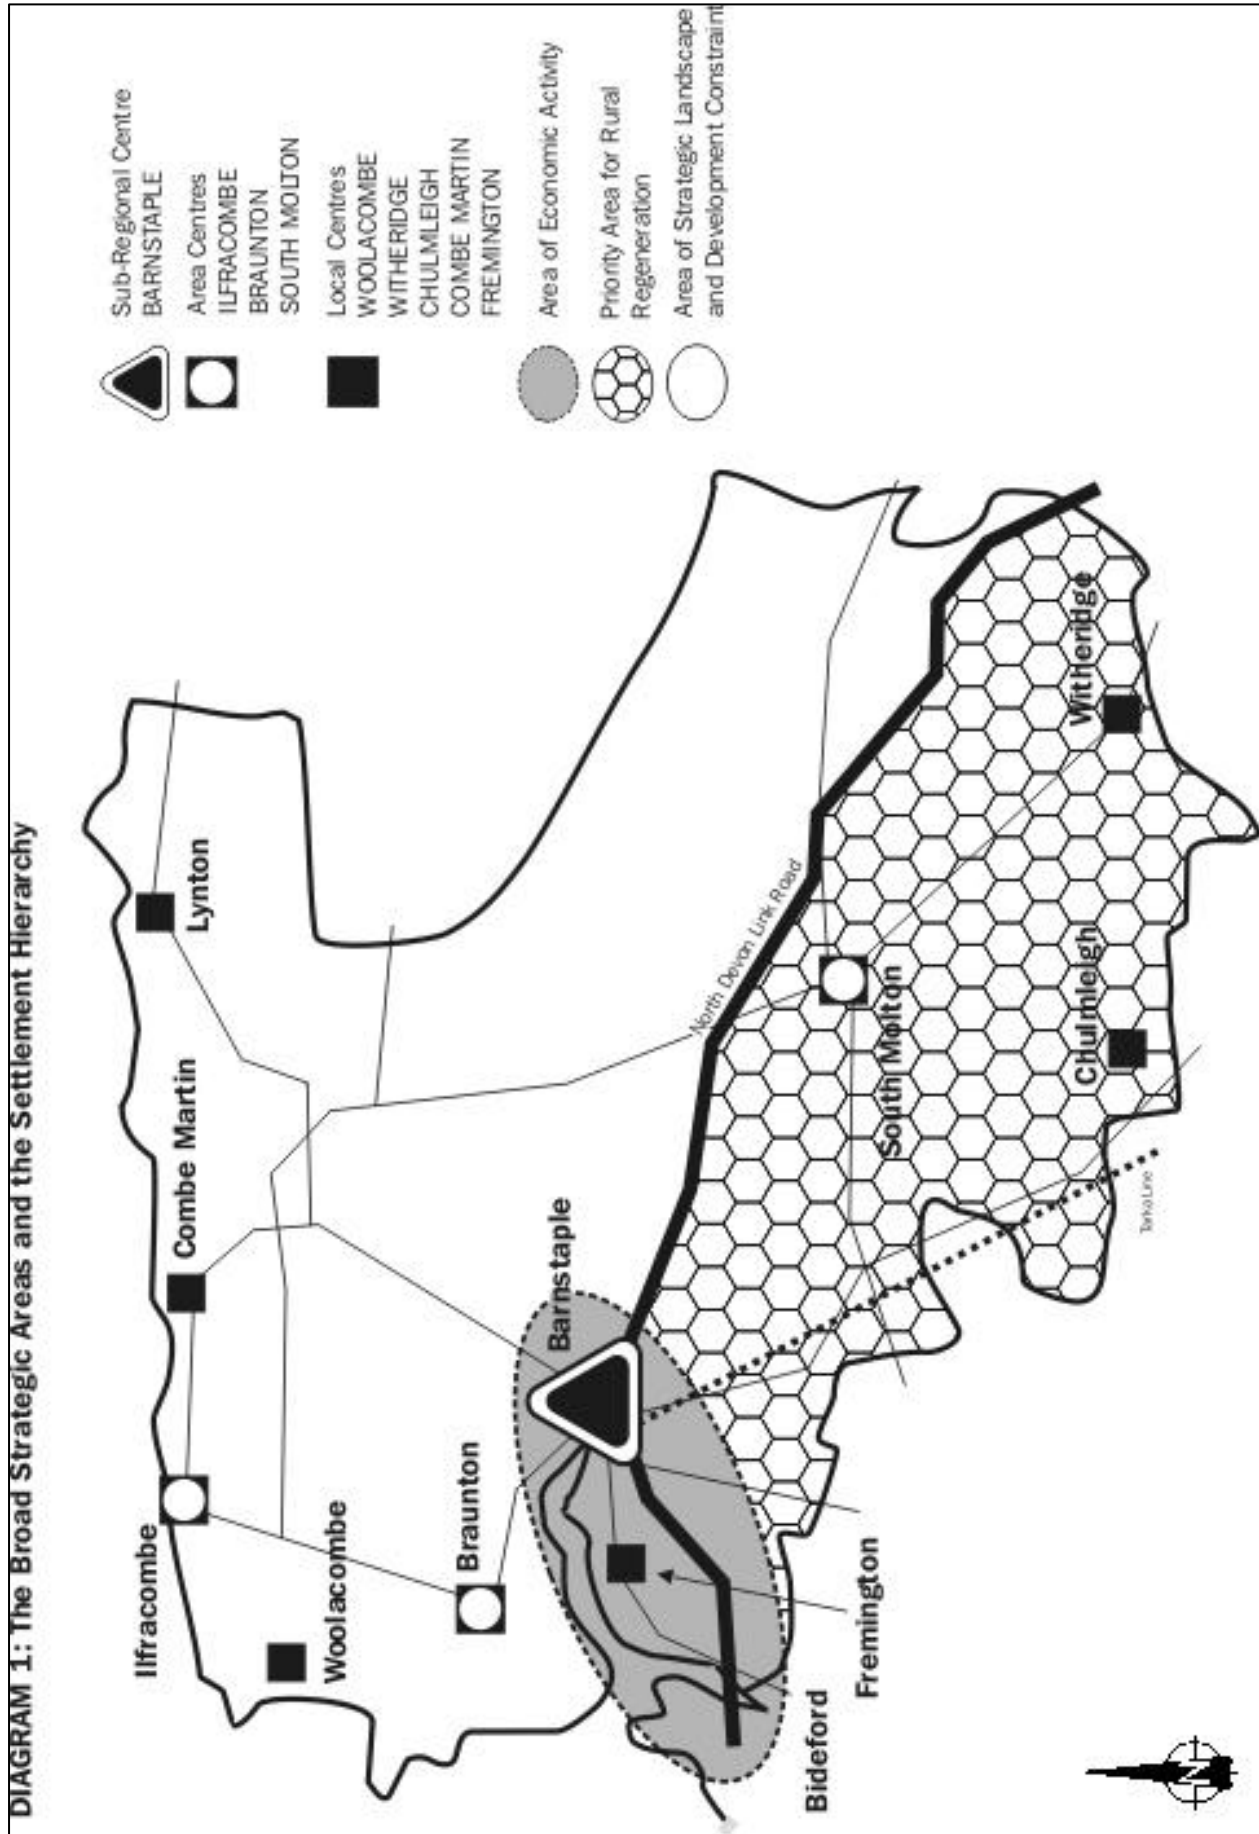 DIAGRAM 1: The Broad Strategic Areas and the Settlement Hierarchy
Ilfracombe
Combe Martin
Lynton
Woolacombe
Braunton
Barnstaple
North Devon Link Road
South Molton
Fremington
Bideford
Chulmleigh
Witheridge
Tarka Line
Sub-Regional Centre
BARNSTAPLE
Area Centres
ILFRACOMBE
BRAUNTON
SOUTH MOLTON
Local Centres
WOOLACOMBE
WITHERIDGE
CHULMLEIGH
COMBE MARTIN
FREMINGTON
Area of Economic Activity
Priority Area for Rural
Regeneration
Area of Strategic Landscape
and Development Constraint
N